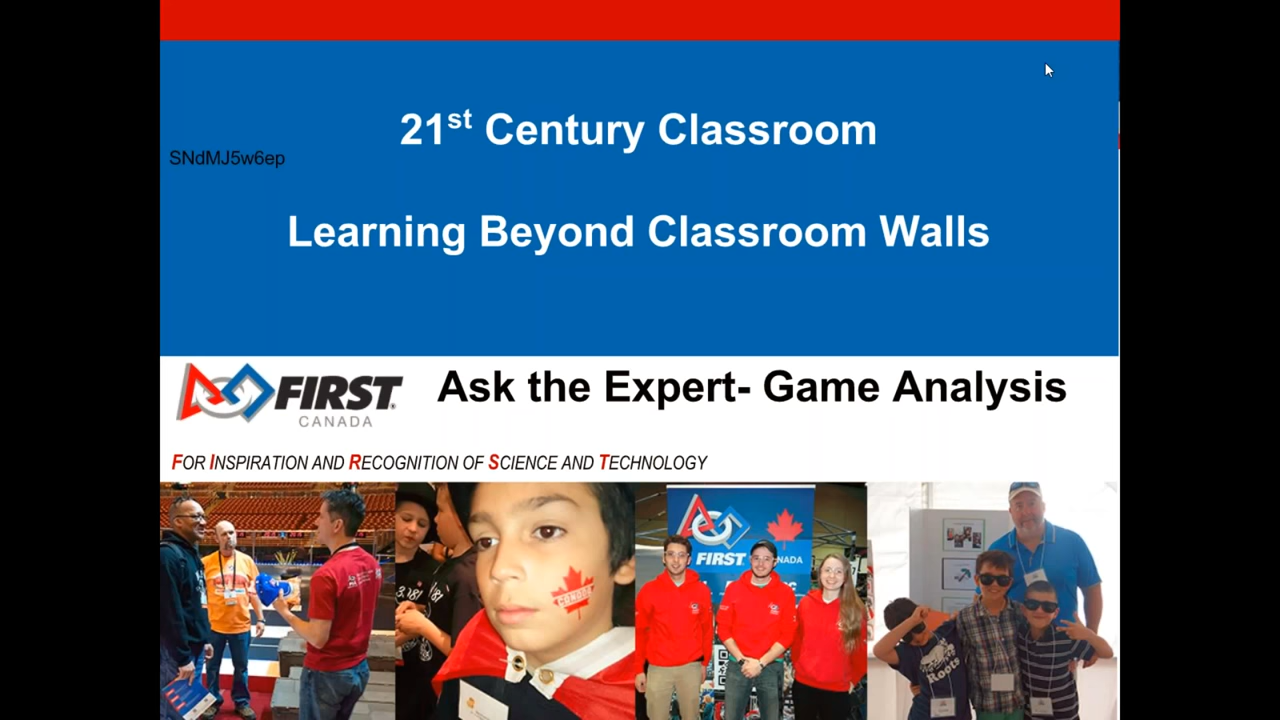 21st Century Classroom
SNdMJ5w6ep
Learning Beyond Classroom Walls
FIRST
CANADA
Ask the Expert- Game Analysis
FOR INSPIRATION AND RECOGNITION OF SCIENCE AND TECHNOLOGY
CANADA
FIRST
Roots